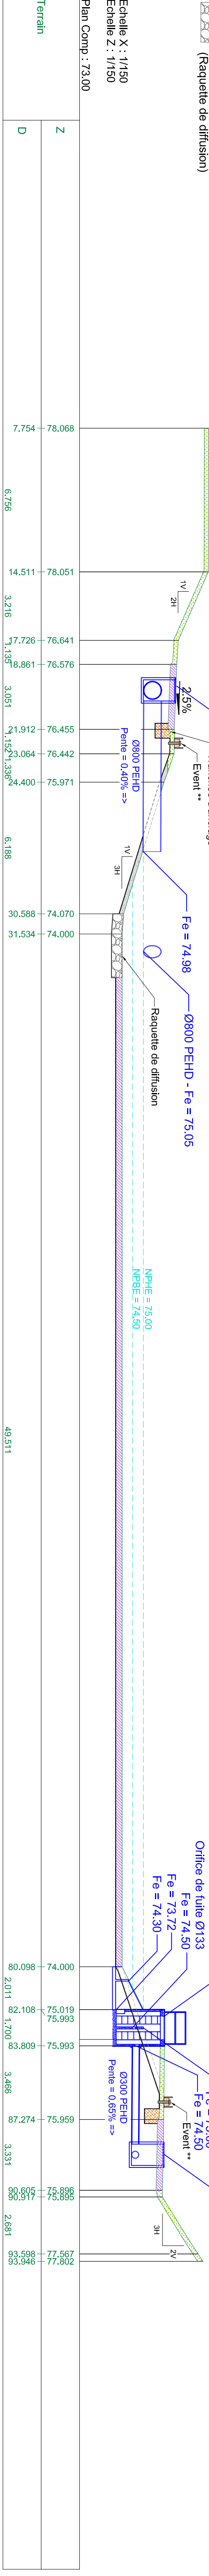 (Raquette de diffusion)
Echelle X : 1/150
Echelle Z : 1/150
Plan Comp : 73.00
1V
2H
2.5%
Event **
Ø800 PEHD
Pente = 0.40% =>
1V
3H
Fe = 74.98
Ø800 PEHD - Fe = 75.05
Raquette de diffusion
NPHE = 75.00
NPBE = 74.50
Orifice de fuite Ø133
Fe = 74.50
Fe = 73.72
Fe = 74.30
Fe = 74.50
Event **
Ø300 PEHD
Pente = 0.65% =>
3H
2V
Terrain
Z
78.068
78.051
76.641
76.576
76.455
76.442
75.971
74.070
74.000
74.000
75.019
75.993
75.993
75.959
75.896
75.895
77.567
77.802
D
7.754
14.511
17.726
18.861
21.912
23.064
24.400
30.588
31.534
80.098
82.108
83.809
87.274
90.605
90.917
93.598
93.946
6.756
3.216
1.135
3.051
1.152
1.336
6.188
49.511
2.011
1.700
3.466
3.331
2.681